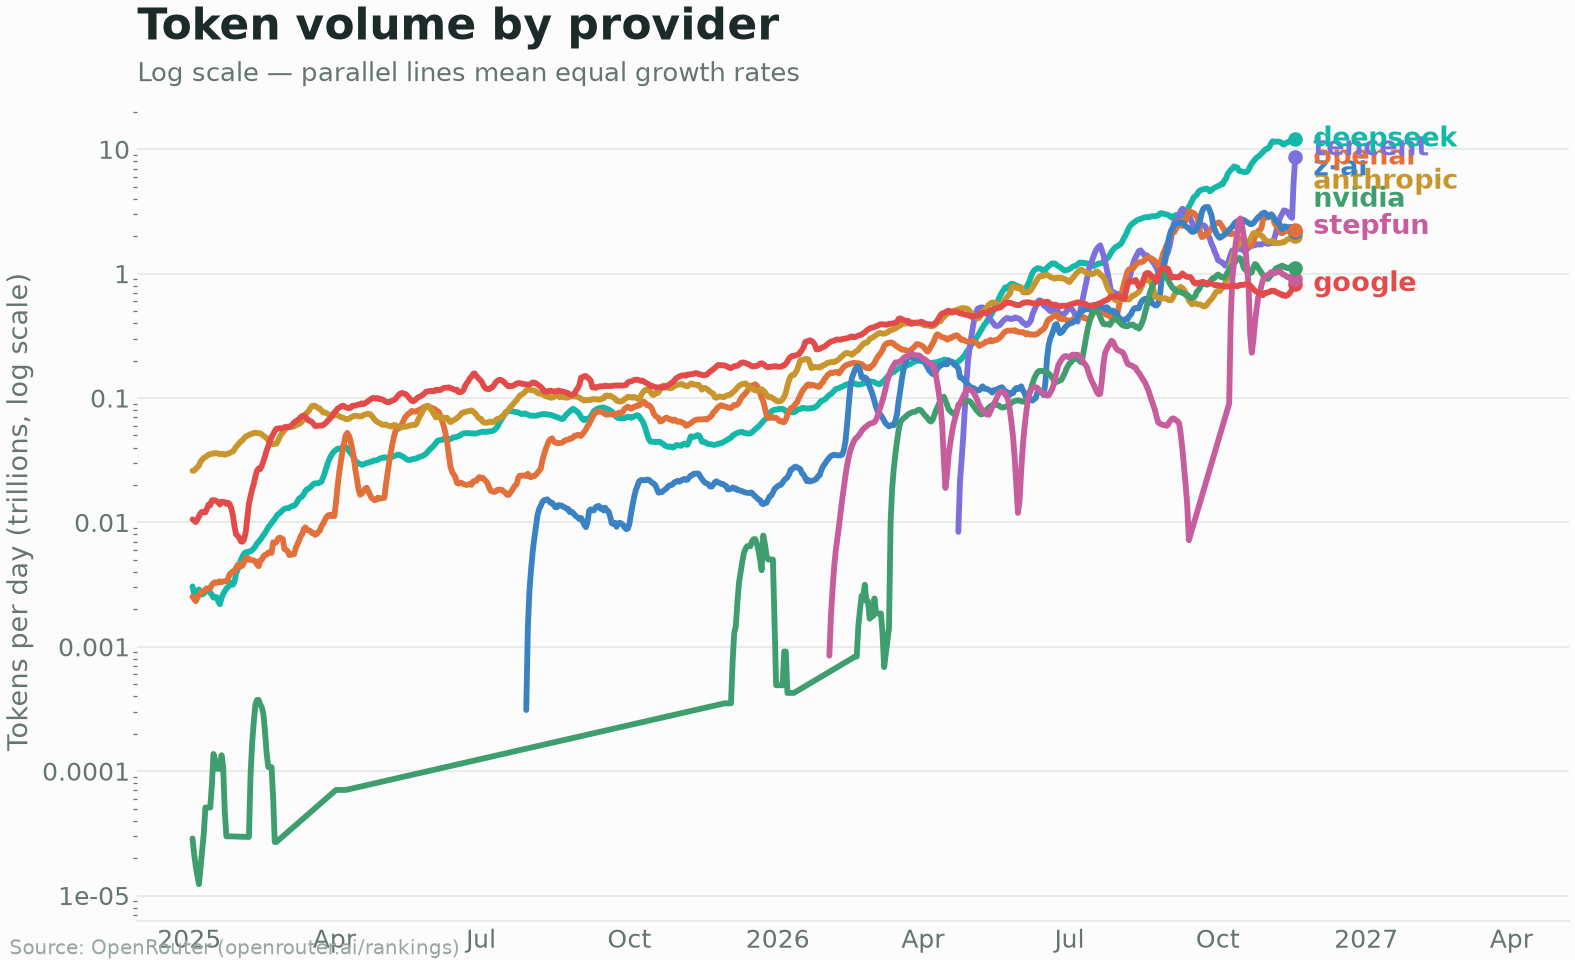 Token volume by provider
Log scale — parallel lines mean equal growth rates
Tokens per day (trillions, log scale)
10
1
0.1
0.01
0.001
0.0001
1e-05
deepseek
tencent
openai
z-ai
anthropic
nvidia
stepfun
google
2025
Apr
Jul
Oct
2026
Apr
Jul
Oct
2027
Apr
Source: OpenRouter (openrouter.ai/rankings)